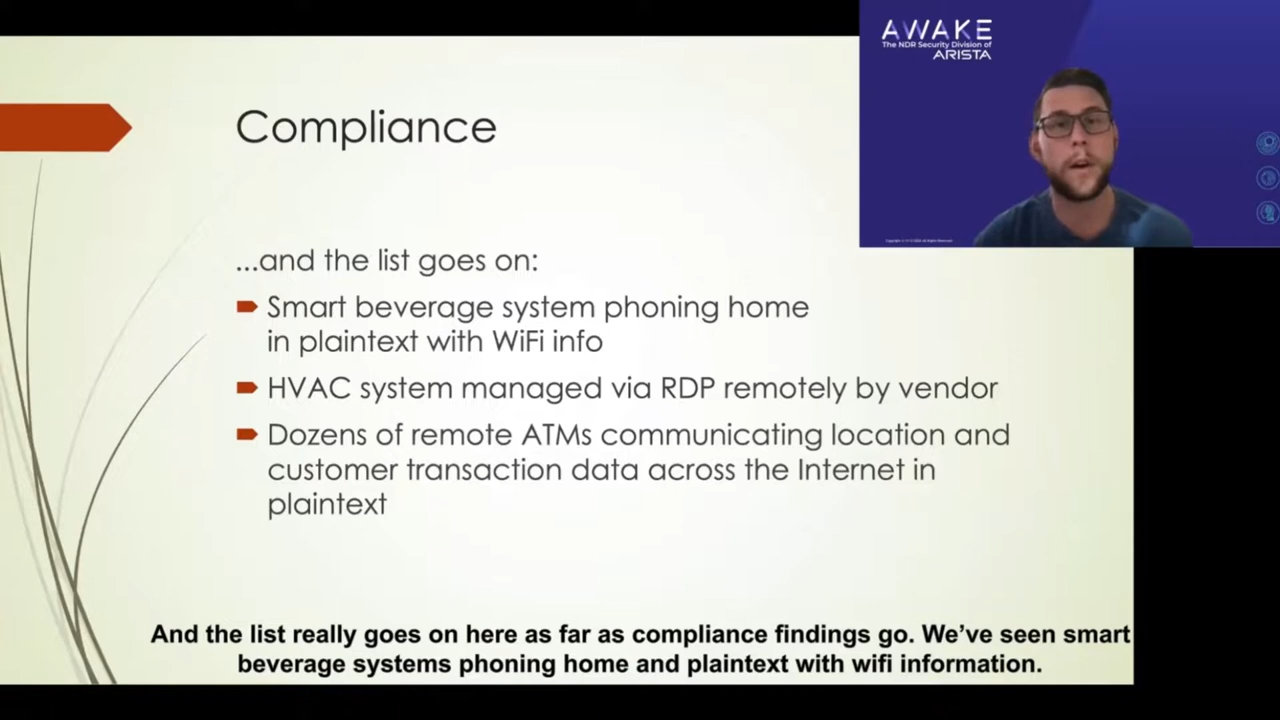 AWAKE
The NDR Security Division of
ARISTA
Compliance
...and the list goes on:
Smart beverage system phoning home
in plaintext with WiFi info
HVAC system managed via RDP remotely by vendor
Dozens of remote ATMs communicating location and
customer transaction data across the Internet in
plaintext
And the list really goes on here as far as compliance findings go. We’ve seen smart
beverage systems phoning home and plaintext with wifi information.